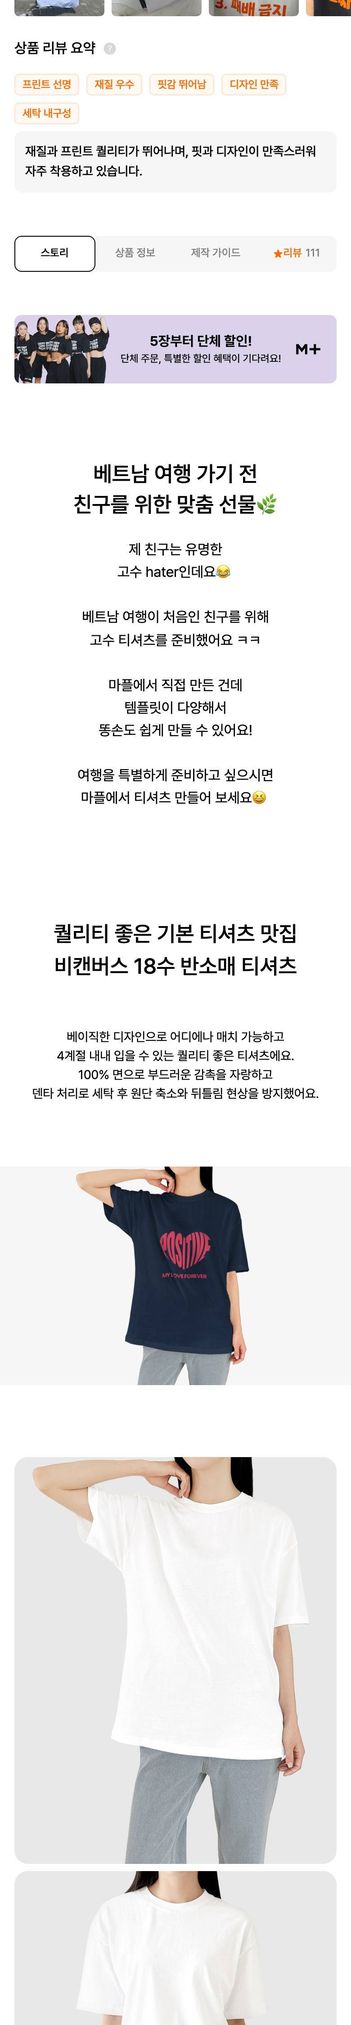 3. 패배 금지
상품 리뷰 요약 ?
프린트 선명 재질 우수 핏감 뛰어남 디자인 만족
세탁 내구성
재질과 프린트 퀄리티가 뛰어나며, 핏과 디자인이 만족스러워
자주 착용하고 있습니다.
스토리 상품 정보 제작 가이드 ★리뷰 111
5장부터 단체 할인!
단체 주문, 특별한 할인 혜택이 기다려요!
M+
베트남 여행 가기 전
친구를 위한 맞춤 선물🌿
제 친구는 유명한
고수 hater인데요😂
베트남 여행이 처음인 친구를 위해
고수 티셔츠를 준비했어요 ㅋㅋ
마플에서 직접 만든 건데
템플릿이 다양해서
똥손도 쉽게 만들 수 있어요!
여행을 특별하게 준비하고 싶으시면
마플에서 티셔츠 만들어 보세요😆
퀄리티 좋은 기본 티셔츠 맛집
비캔버스 18수 반소매 티셔츠
베이직한 디자인으로 어디에나 매치 가능하고
4계절 내내 입을 수 있는 퀄리티 좋은 티셔츠에요.
100% 면으로 부드러운 감촉을 자랑하고
덴타 처리로 세탁 후 원단 축소와 뒤틀림 현상을 방지했어요.
POSITIVE
MY LOVE FOREVER